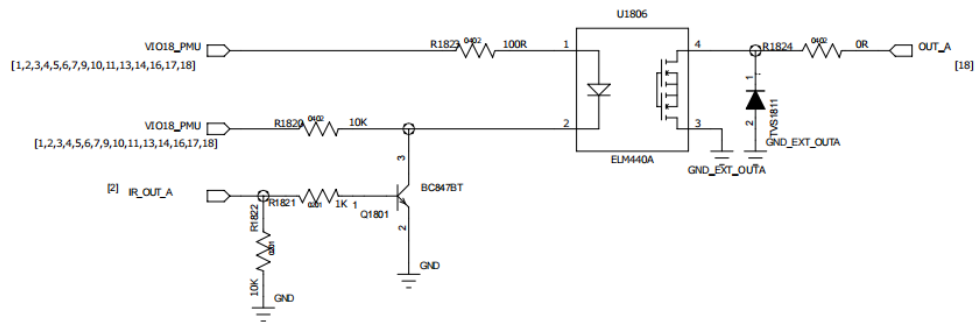 U1806
VIO18_PMU
R1823
0402
100R
1
4
R1824
0402
0R
OUT_A
[1,2,3,4,5,6,7,9,10,11,13,14,16,17,18]
[18]
1
2
TVS1811
VIO18_PMU
R1820
0402
10K
2
3
[1,2,3,4,5,6,7,9,10,11,13,14,16,17,18]
GND_EXT_OUTA
ELM440A
GND_EXT_OUTA
3
[2]
IR_OUT_A
BC847BT
R1821
0201
1K
1
Q1801
2
R1822
0201
10K
GND
GND